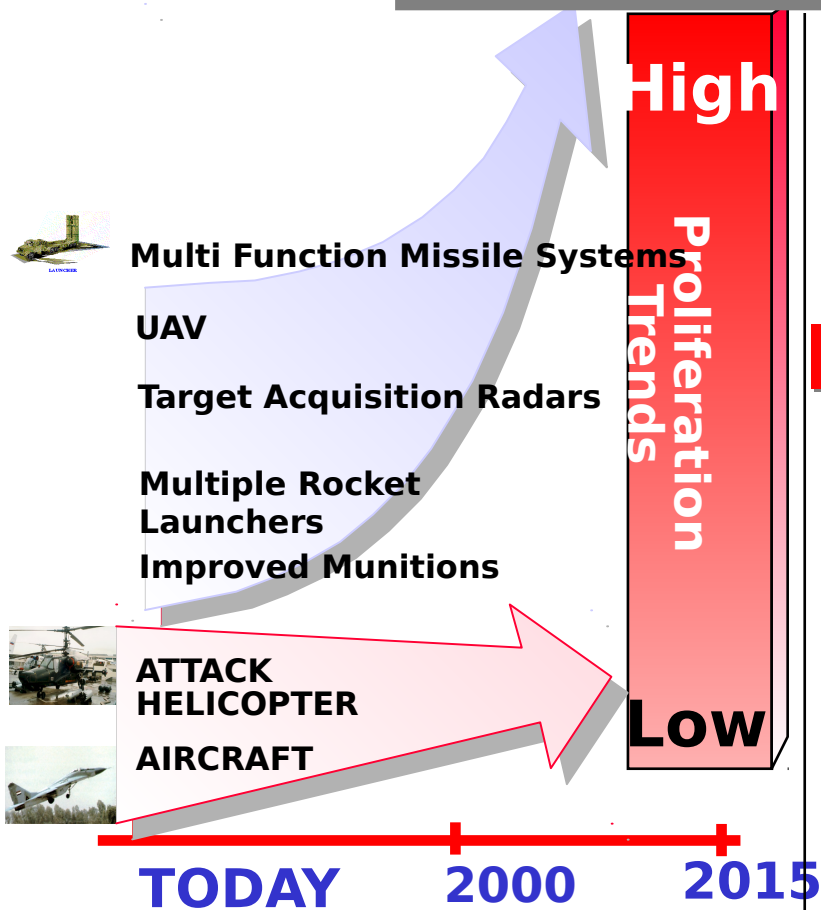 High
LAUNCHER
Multi Function Missile Systems
UAV
Target Acquisition Radars
Multiple Rocket
Launchers
Improved Munitions
Proliferation
Trends
ATTACK
HELICOPTER
AIRCRAFT
Low
TODAY
2000
2015